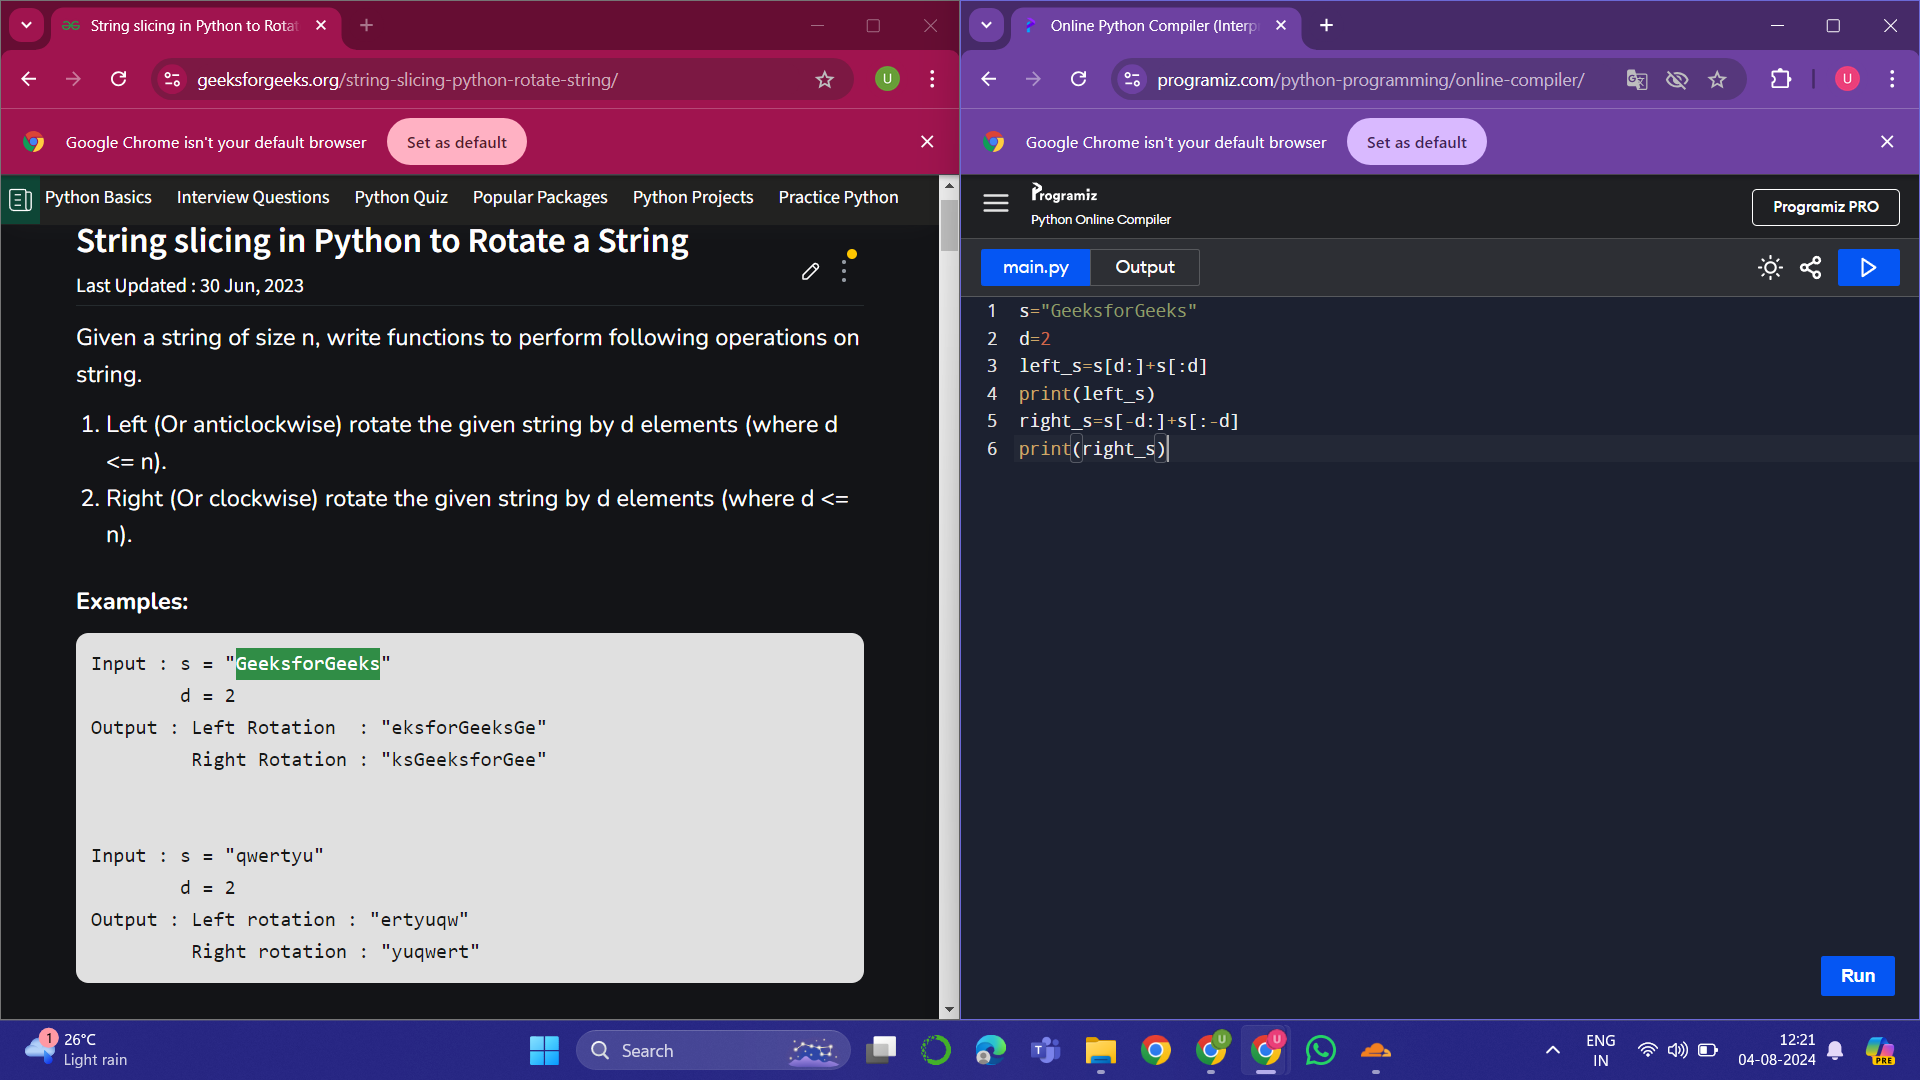 String slicing in Python to Rotat
geeksforgeeks.org/string-slicing-python-rotate-string/
U
Google Chrome isn't your default browser
Set as default
Python Basics Interview Questions Python Quiz Popular Packages Python Projects Practice Python
String slicing in Python to Rotate a String
Last Updated : 30 Jun, 2023
Given a string of size n, write functions to perform following operations on
string.
1. Left (Or anticlockwise) rotate the given string by d elements (where d
<= n).
2. Right (Or clockwise) rotate the given string by d elements (where d <=
n).
Examples:
Input : s = "GeeksforGeeks"
d = 2
Output : Left Rotation : "eksforGeeksGe"
Right Rotation : "ksGeeksforGee"
Input : s = "qwertyu"
d = 2
Output : Left rotation : "ertyuqw"
Right rotation : "yuqwert"
Online Python Compiler (Interp
programiz.com/python-programming/online-compiler/
U
Google Chrome isn't your default browser
Set as default
Programiz
Python Online Compiler
Programiz PRO
main.py
Output
1 s="GeeksforGeeks"
2 d=2
3 left_s=s[d:]+s[:d]
4 print(left_s)
5 right_s=s[-d:]+s[:-d]
6 print(right_s)
Run
1
26°C
Light rain
Search
U
U
ENG
IN
12:21
04-08-2024
PRE